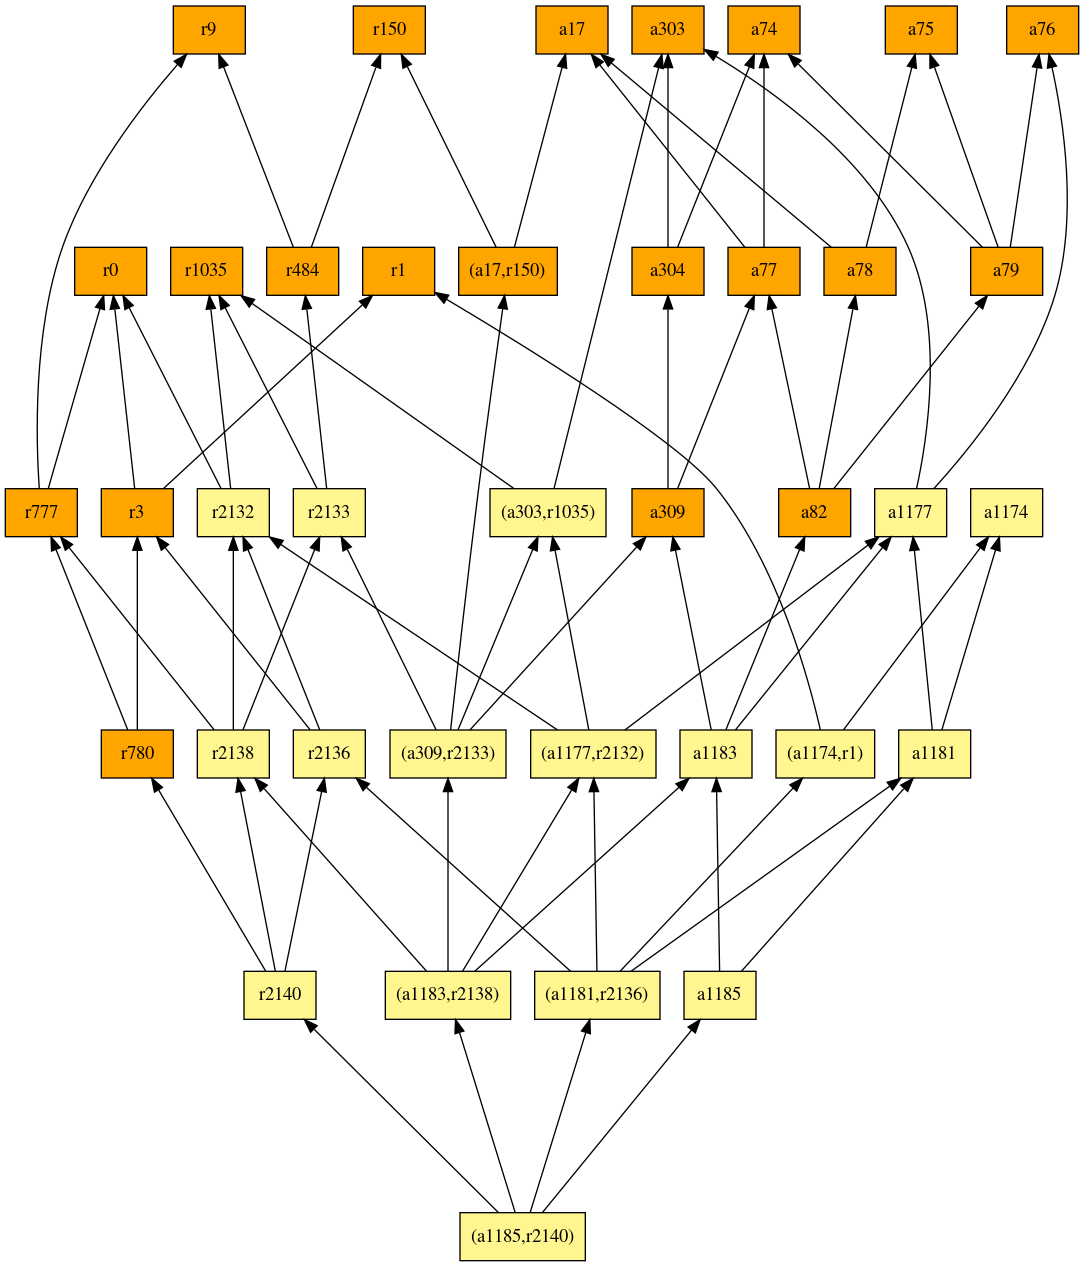 r9
r150
a17
a303
a74
a75
a76
r0
r1035
r484
r1
(a17,r150)
a304
a77
a78
a79
r777
r3
r2132
r2133
(a303,r1035)
a309
a82
a1177
a1174
r780
r2138
r2136
(a309,r2133)
(a1177,r2132)
a1183
(a1174,r1)
a1181
r2140
(a1183,r2138)
(a1181,r2136)
a1185
(a1185,r2140)